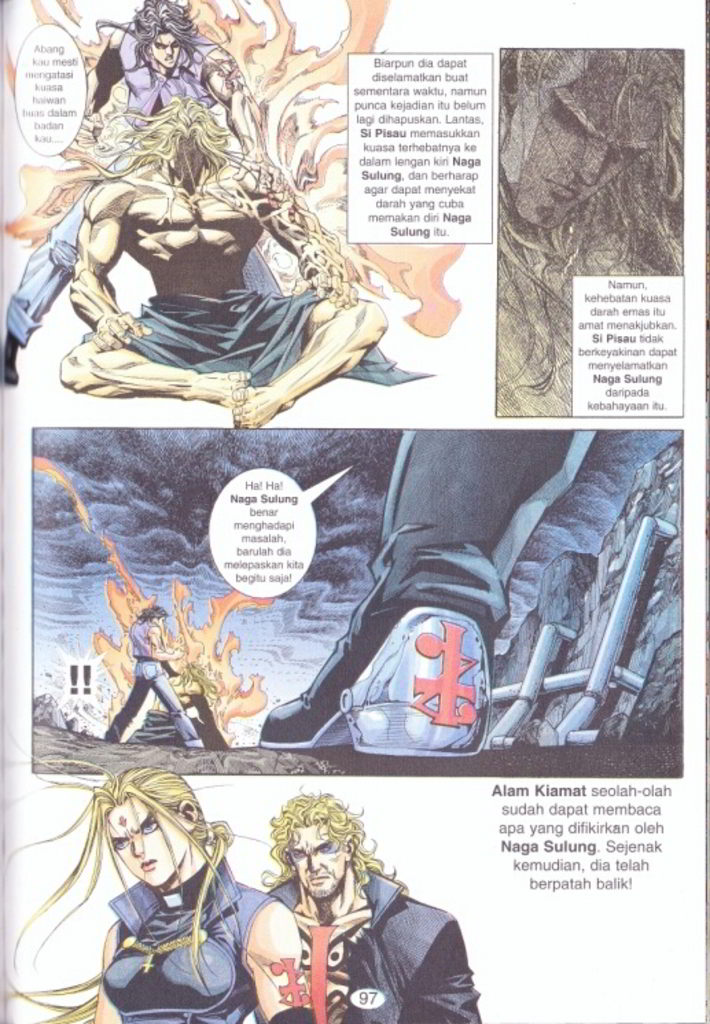 Abang
... kau mesti
mengatasi
kuasa
haiwan
buas dalam
badan
kau....
Biarpun dia dapat
diselamatkan buat
sementara waktu, namun
punca kejadian itu belum
lagi dihapuskan. Lantas,
Si Pisau memasukkan
kuasa terhebatnya ke
dalam lengan kiri Naga
Sulung, dan berharap
agar dapat menyekat
darah yang cuba
memakan diri Naga
Sulung itu.
Namun,
kehebatan kuasa
darah emas itu
amat menakjubkan.
Si Pisau tidak
berkeyakinan dapat
menyelamatkan
Naga Sulung
daripada
kebahayaan itu.
Ha! Ha!
Naga Sulung
benar
menghadapi
masalah,
barulah dia
melepaskan kita
begitu saja!
!!
Alam Kiamat seolah-olah
sudah dapat membaca
apa yang difikirkan oleh
Naga Sulung. Sejenak
kemudian, dia telah
berpatah balik!
97